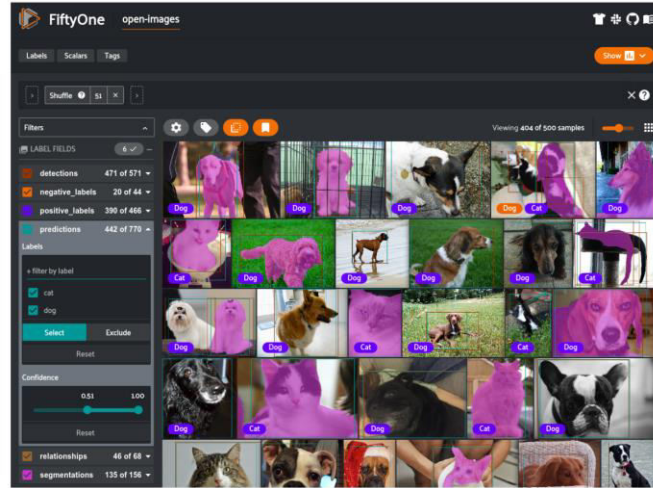 FiftyOne open-images
Labels Scalars Tags
Show
Shuffle 51
Filters
Viewing 404 of 500 samples
LABEL FIELDS 6
detections 471 of 571
negative_labels 20 of 44
positive_labels 390 of 466
predictions 442 of 770
Labels
+ filter by label
cat
dog
Select Exclude
Reset
Confidence
0.51 1.00
Reset
relationships 46 of 68
segmentations 135 of 156
Dog Dog Dog Dog Cat Dog
Cat Dog Dog Dog Dog Cat
Dog Dog Cat Dog Cat Dog
Dog Cat Dog Cat Dog